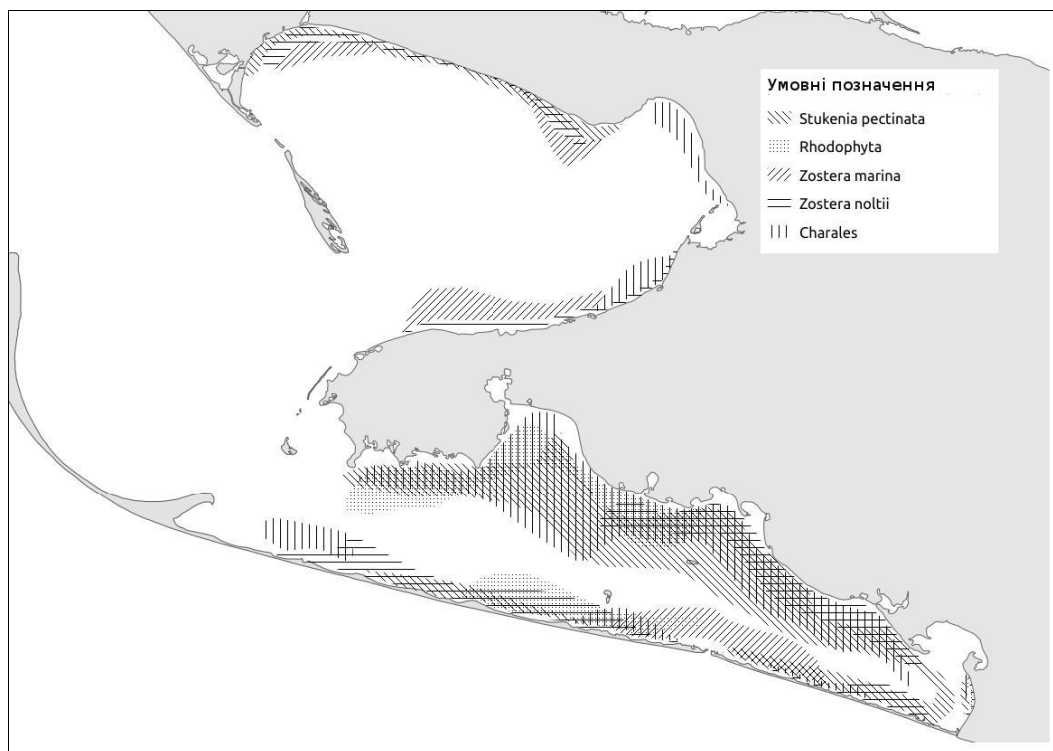 Умовні позначення
Stukenia pectinata
Rhodophyta
Zostera marina
Zostera noltii
Charales